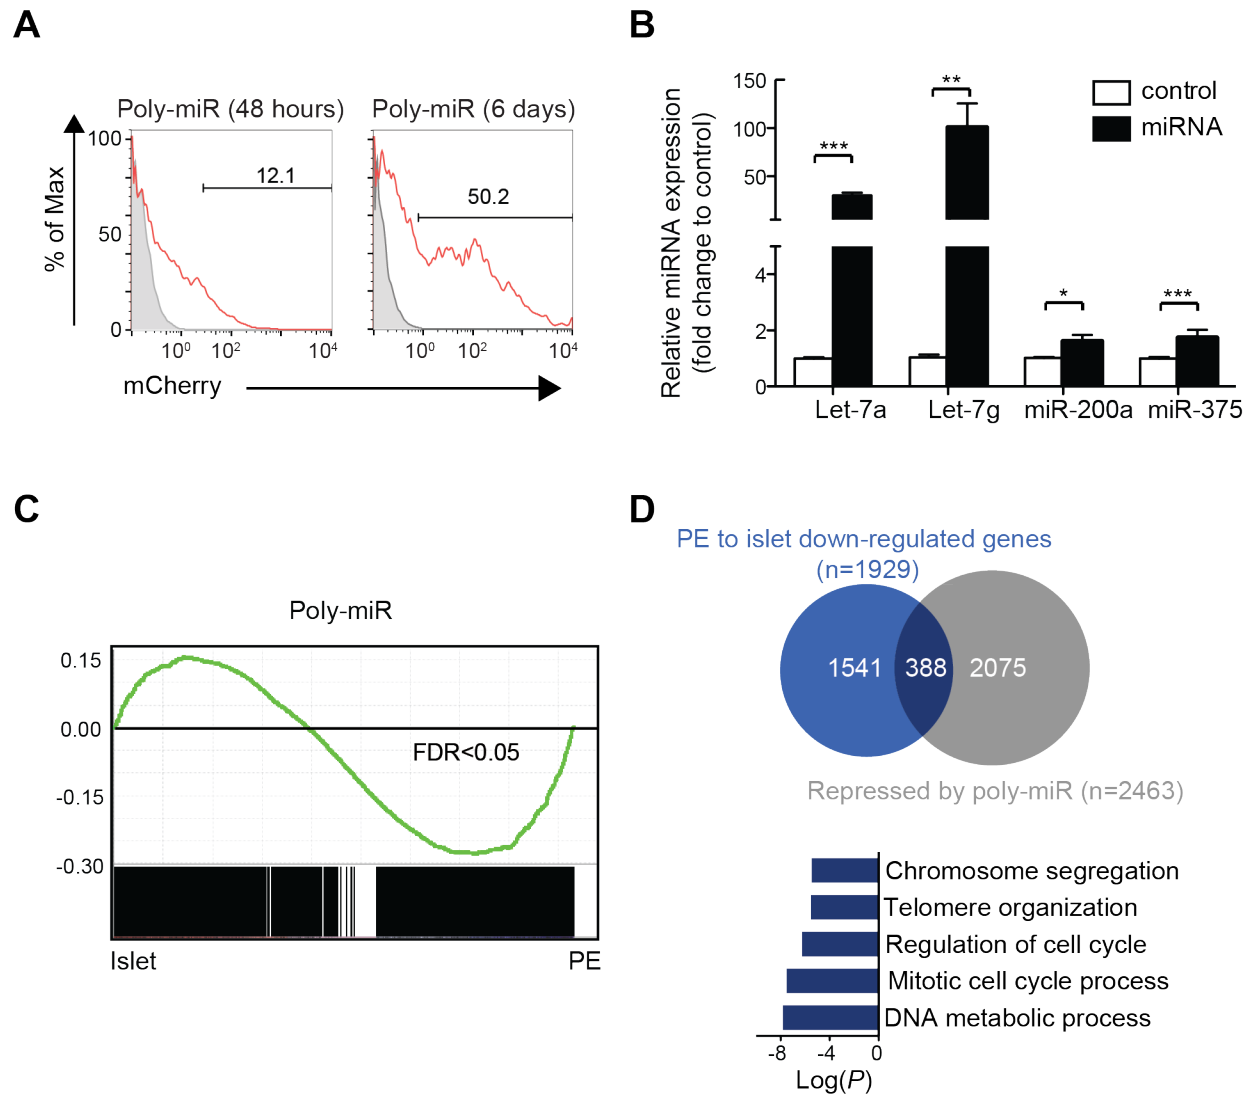 A
Poly-miR (48 hours)
Poly-miR (6 days)
% of Max
100
50
0
12.1
50.2
10⁰ 10² 10⁴
10⁰ 10² 10⁴
mCherry
B
Relative miRNA expression
(fold change to control)
150
100
50
4
2
0
***
**
*
***
control
miRNA
Let-7a Let-7g miR-200a miR-375
C
Poly-miR
0.15
0.00
-0.15
-0.30
FDR<0.05
Islet PE
D
PE to islet down-regulated genes
(n=1929)
1541 388 2075
Repressed by poly-miR (n=2463)
Chromosome segregation
Telomere organization
Regulation of cell cycle
Mitotic cell cycle process
DNA metabolic process
-8 -4 0
Log(P)